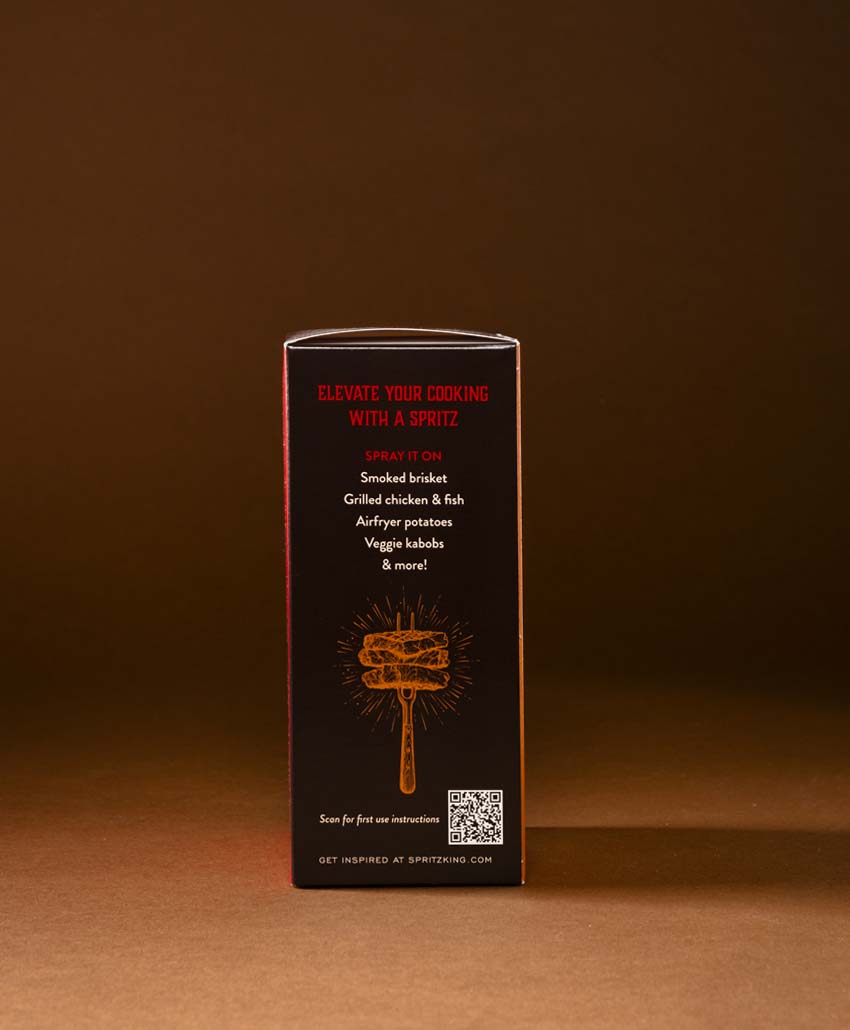 ELEVATE YOUR COOKING
WITH A SPRITZ
SPRAY IT ON
Smoked brisket
Grilled chicken & fish
Airfryer potatoes
Veggie kabobs
& more!
Scan for first use instructions
GET INSPIRED AT SPRITZKING.COM